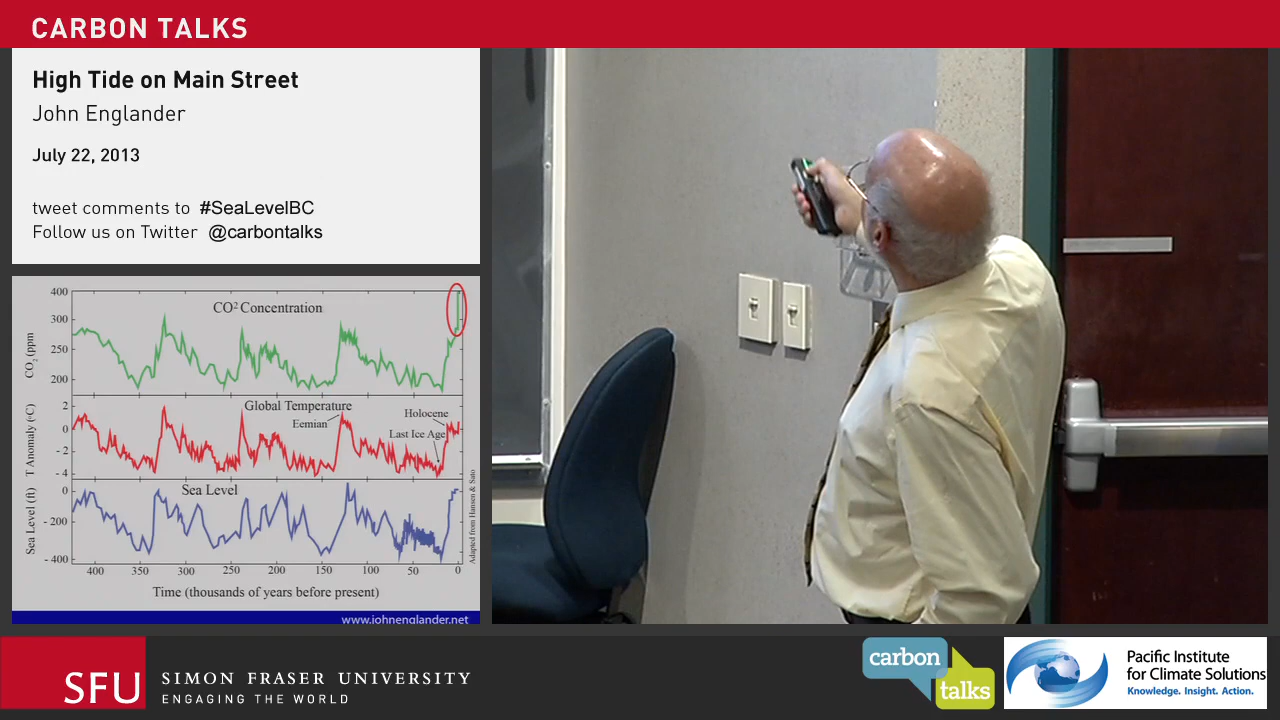 CARBON TALKS
High Tide on Main Street
John Englander
July 22, 2013
tweet comments to #SeaLevelBC
Follow us on Twitter @carbontalks
CO² Concentration
CO₂ (ppm
400
300
250
200
Global Temperature
Eemian
Holocene
Last Ice Age
T Anomaly (°C)
2
0
- 2
- 4
Sea Level
Sea Level (ft)
0
- 200
- 400
400 350 300 250 200 150 100 50 0
Time (thousands of years before present)
Adapted from Hansen & Sato
www.johnenglander.net
SFU
SIMON FRASER UNIVERSITY
ENGAGING THE WORLD
carbon
talks
Pacific Institute
for Climate Solutions
Knowledge. Insight. Action.